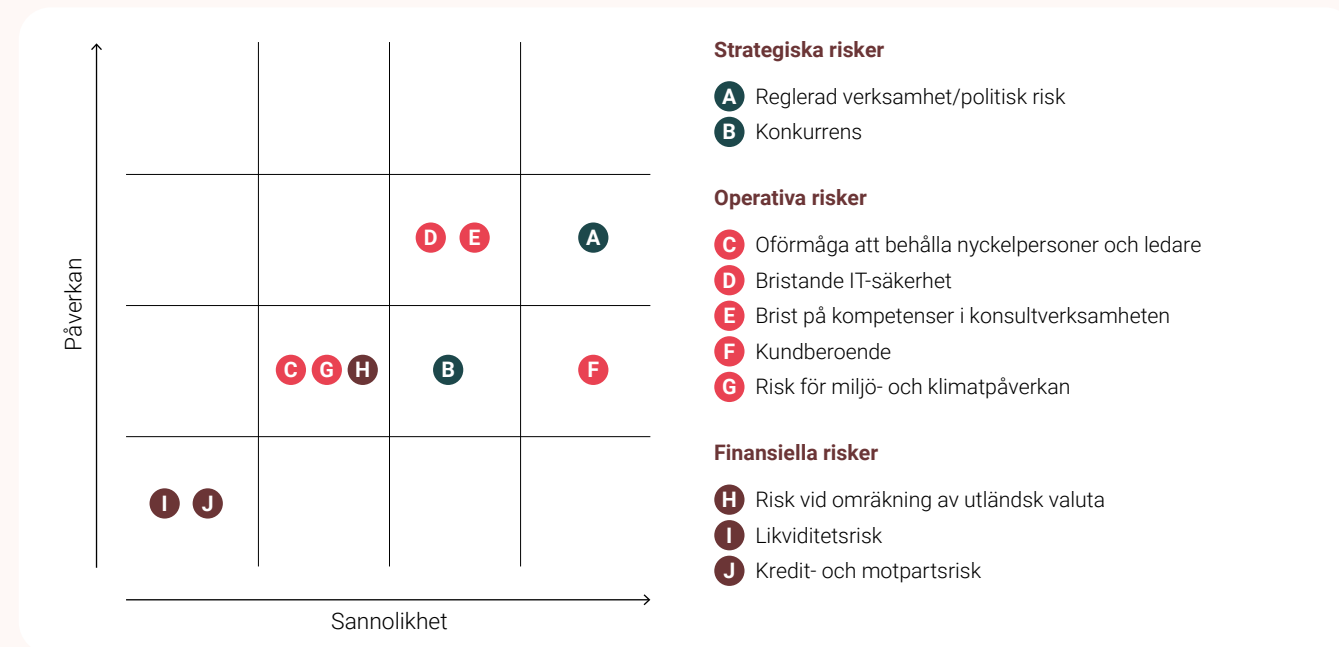 Påverkan
D E A
C G H B F
I J
Sannolikhet
Strategiska risker
A Reglerad verksamhet/politisk risk
B Konkurrens
Operativa risker
C Oförmåga att behålla nyckelpersoner och ledare
D Bristande IT-säkerhet
E Brist på kompetenser i konsultverksamheten
F Kundberoende
G Risk för miljö- och klimatpåverkan
Finansiella risker
H Risk vid omräkning av utländsk valuta
I Likviditetsrisk
J Kredit- och motpartsrisk